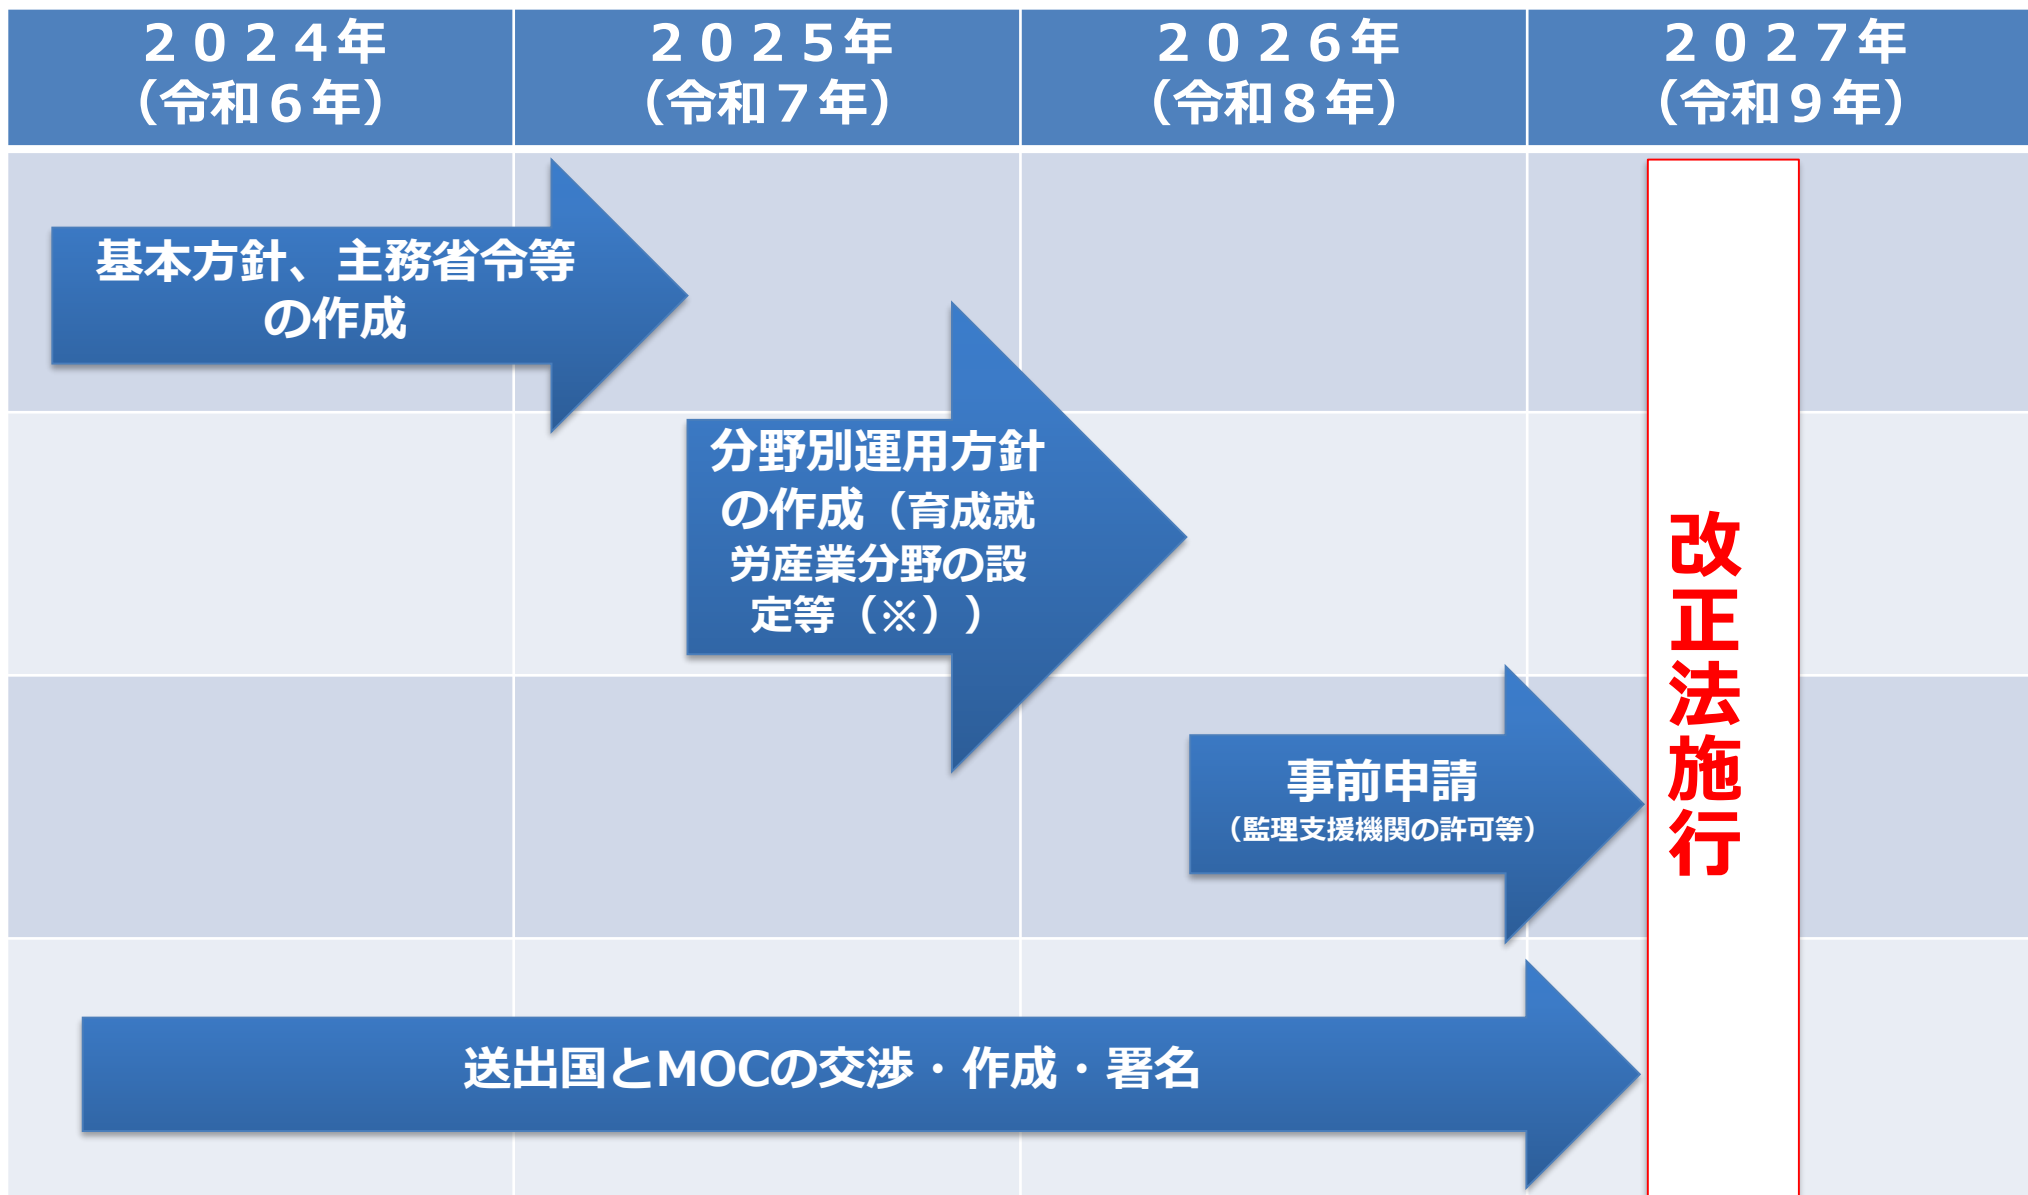 ２０２４年
（令和６年）
２０２５年
（令和７年）
２０２６年
（令和８年）
２０２７年
（令和９年）
基本方針、主務省令等
の作成
分野別運用方針
の作成（育成就
労産業分野の設
定等（※））
事前申請
（監理支援機関の許可等）
送出国とMOCの交渉・作成・署名
改正法施行